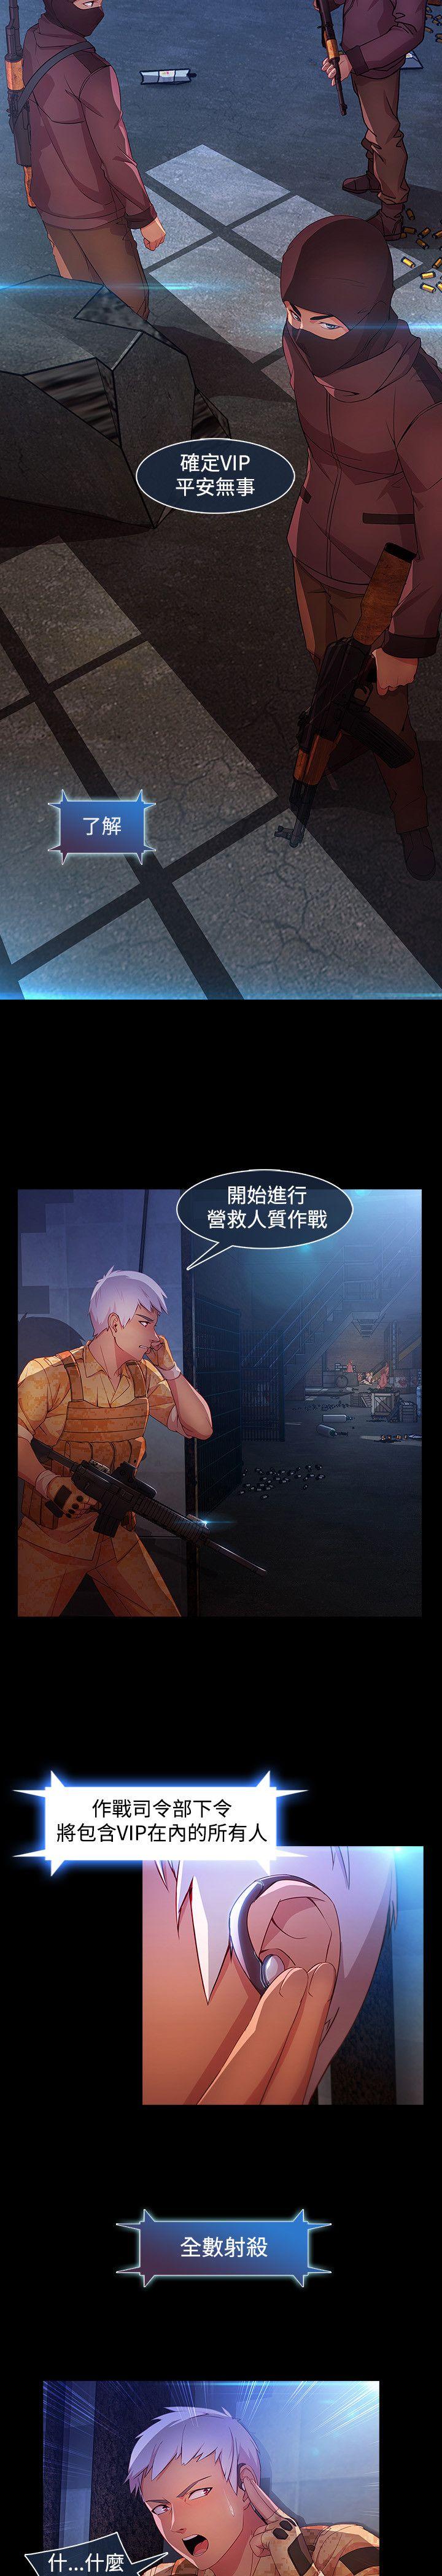 確定VIP
平安無事
了解
開始進行
營救人質作戰
作戰司令部下令
將包含VIP在內的所有人
全數射殺
什...什麼